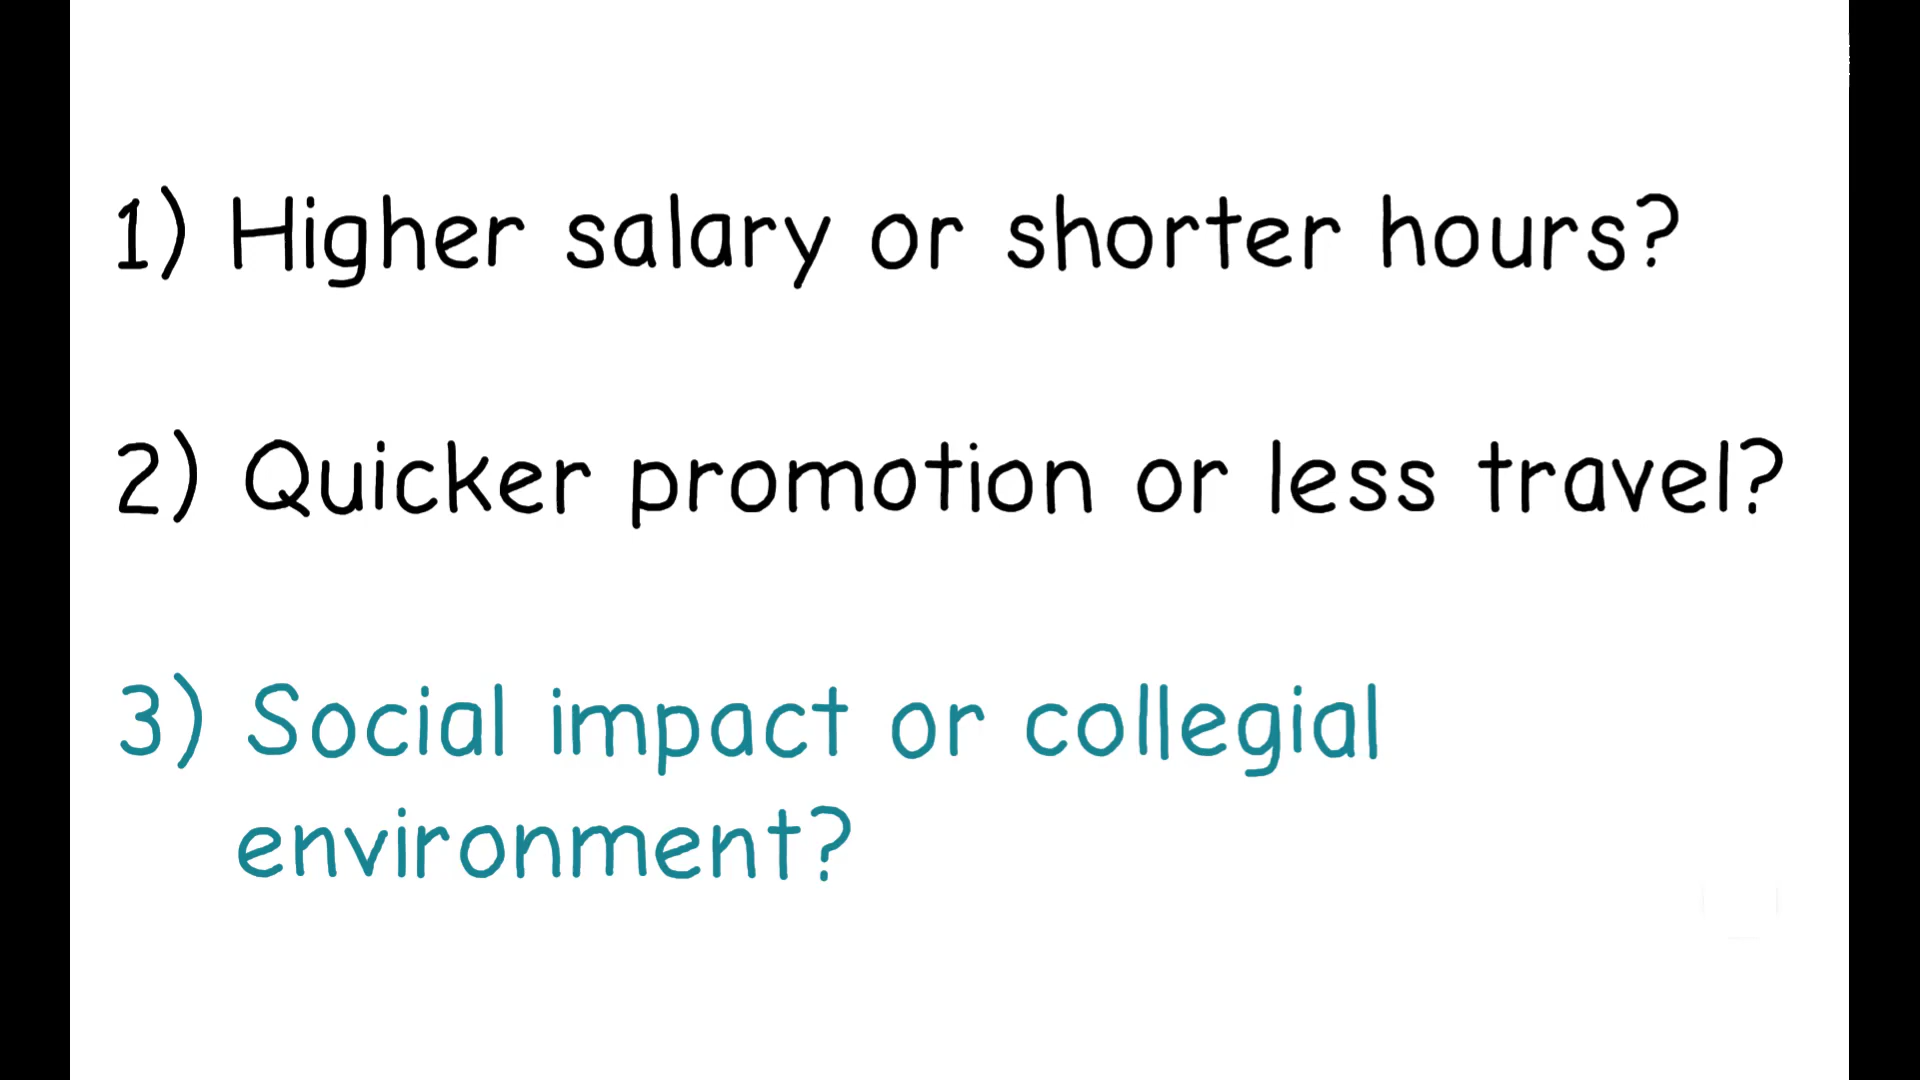 1) Higher salary or shorter hours?
2) Quicker promotion or less travel?
3) Social impact or collegial
environment?